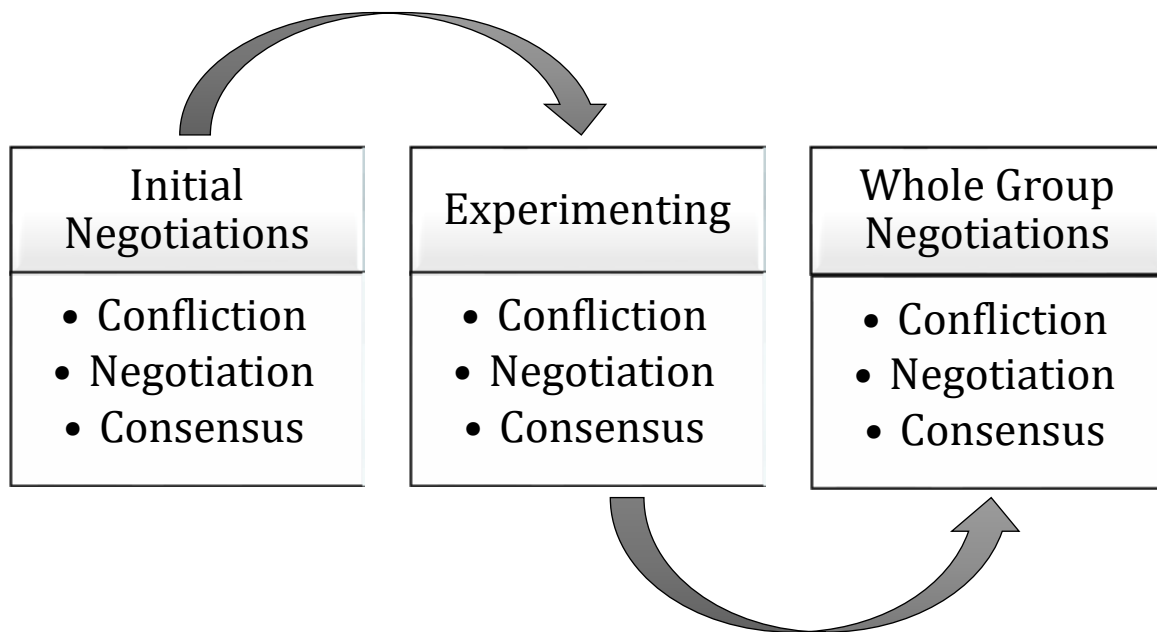 Initial
Negotiations
• Confliction
• Negotiation
• Consensus
Experimenting
• Confliction
• Negotiation
• Consensus
Whole Group
Negotiations
• Confliction
• Negotiation
• Consensus